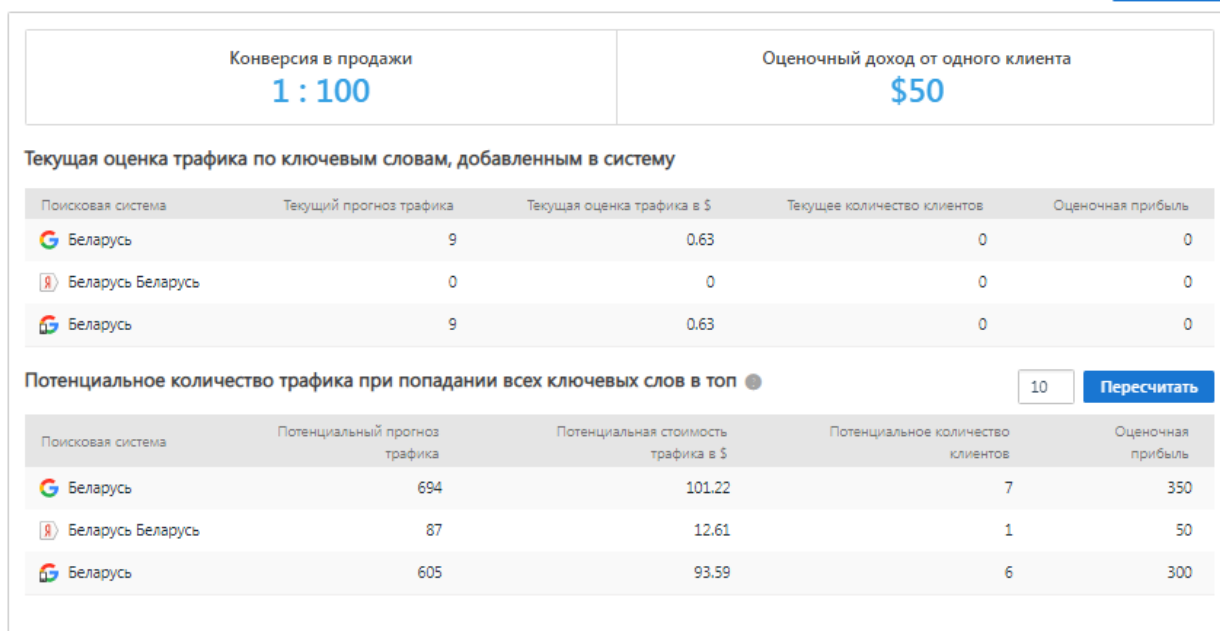 Конверсия в продажи
1 : 100
Оценочный доход от одного клиента
$50
Текущая оценка трафика по ключевым словам, добавленным в систему
Поисковая система Текущий прогноз трафика Текущая оценка трафика в $ Текущее количество клиентов Оценочная прибыль
Беларусь 9 0.63 0 0
Беларусь Беларусь 0 0 0 0
Беларусь 9 0.63 0 0
Потенциальное количество трафика при попадании всех ключевых слов в топ 10 Пересчитать
Поисковая система Потенциальный прогноз трафика Потенциальная стоимость трафика в $ Потенциальное количество клиентов Оценочная прибыль
Беларусь 694 101.22 7 350
Беларусь Беларусь 87 12.61 1 50
Беларусь 605 93.59 6 300